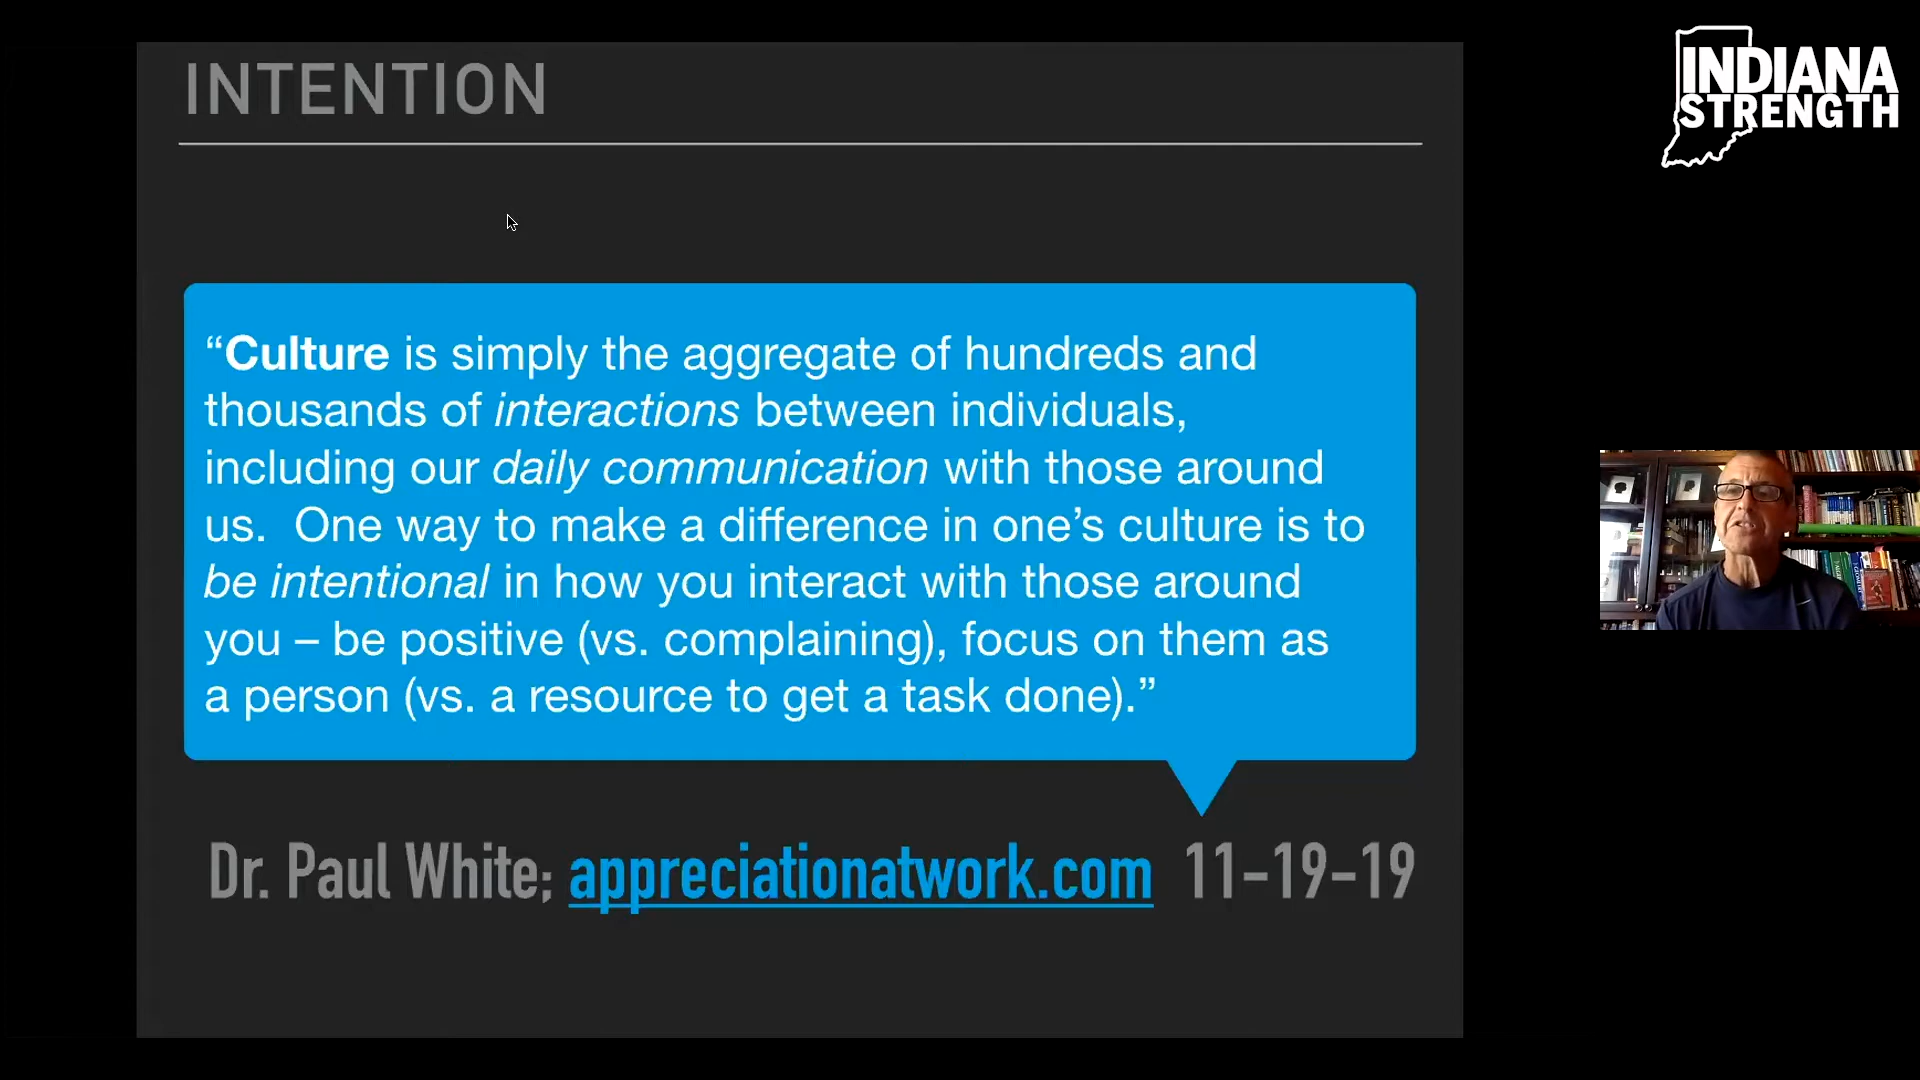 INTENTION
INDIANA
STRENGTH
“Culture is simply the aggregate of hundreds and
thousands of interactions between individuals,
including our daily communication with those around
us.  One way to make a difference in one’s culture is to
be intentional in how you interact with those around
you – be positive (vs. complaining), focus on them as
a person (vs. a resource to get a task done).”
Dr. Paul White; appreciationatwork.com 11-19-19